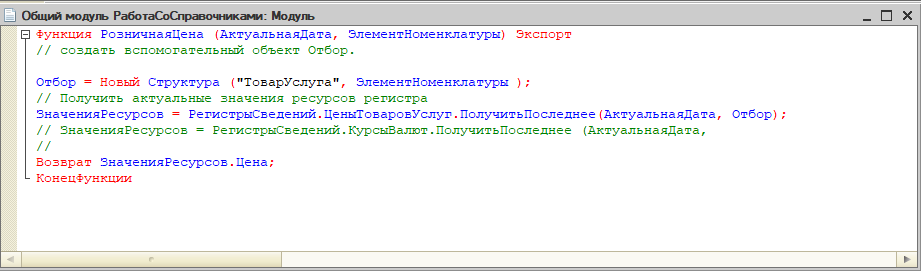 Общий модуль РаботаСоСправочниками: Модуль
Функция РозничнаяЦена (АктуальнаяДата, ЭлементНоменклатуры) Экспорт
// создать вспомогательный объект Отбор.
Отбор = Новый Структура ("ТоварУслуга", ЭлементНоменклатуры );
// Получить актуальные значения ресурсов регистра
ЗначенияРесурсов = РегистрыСведений.ЦеныТоваровУслуг.ПолучитьПоследнее(АктуальнаяДата, Отбор);
// ЗначенияРесурсов = РегистрыСведений.КурсыВалют.ПолучитьПоследнее (АктуальнаяДата,
//
Возврат ЗначенияРесурсов.Цена;
КонецФункции